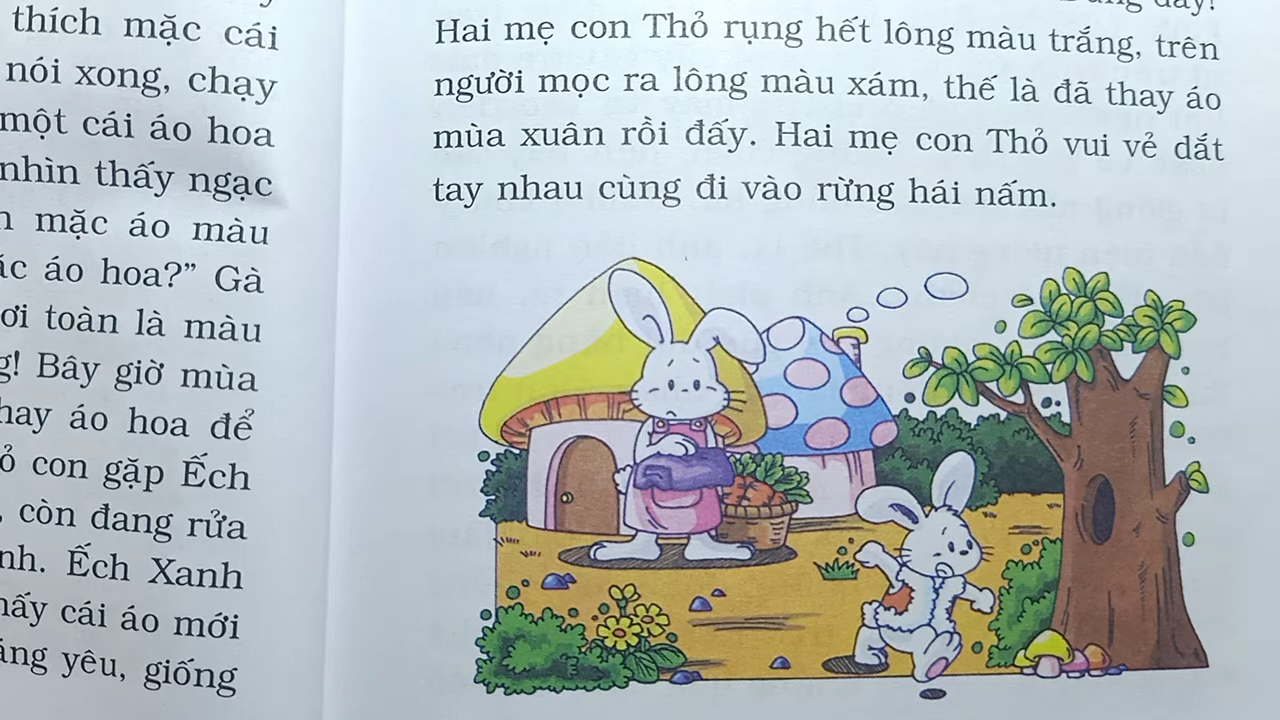 thích mặc cái
nói xong, chạy
một cái áo hoa
nhìn thấy ngạc
mặc áo màu
áo hoa?” Gà
toàn là màu
Bây giờ mùa
áo hoa để
con gặp Ếch
, còn đang rửa
Ếch Xanh
cái áo mới
yêu, giống
đấy!
Hai mẹ con Thỏ rụng hết lông màu trắng, trên
người mọc ra lông màu xám, thế là đã thay áo
mùa xuân rồi đấy. Hai mẹ con Thỏ vui vẻ dắt
tay nhau cùng đi vào rừng hái nấm.